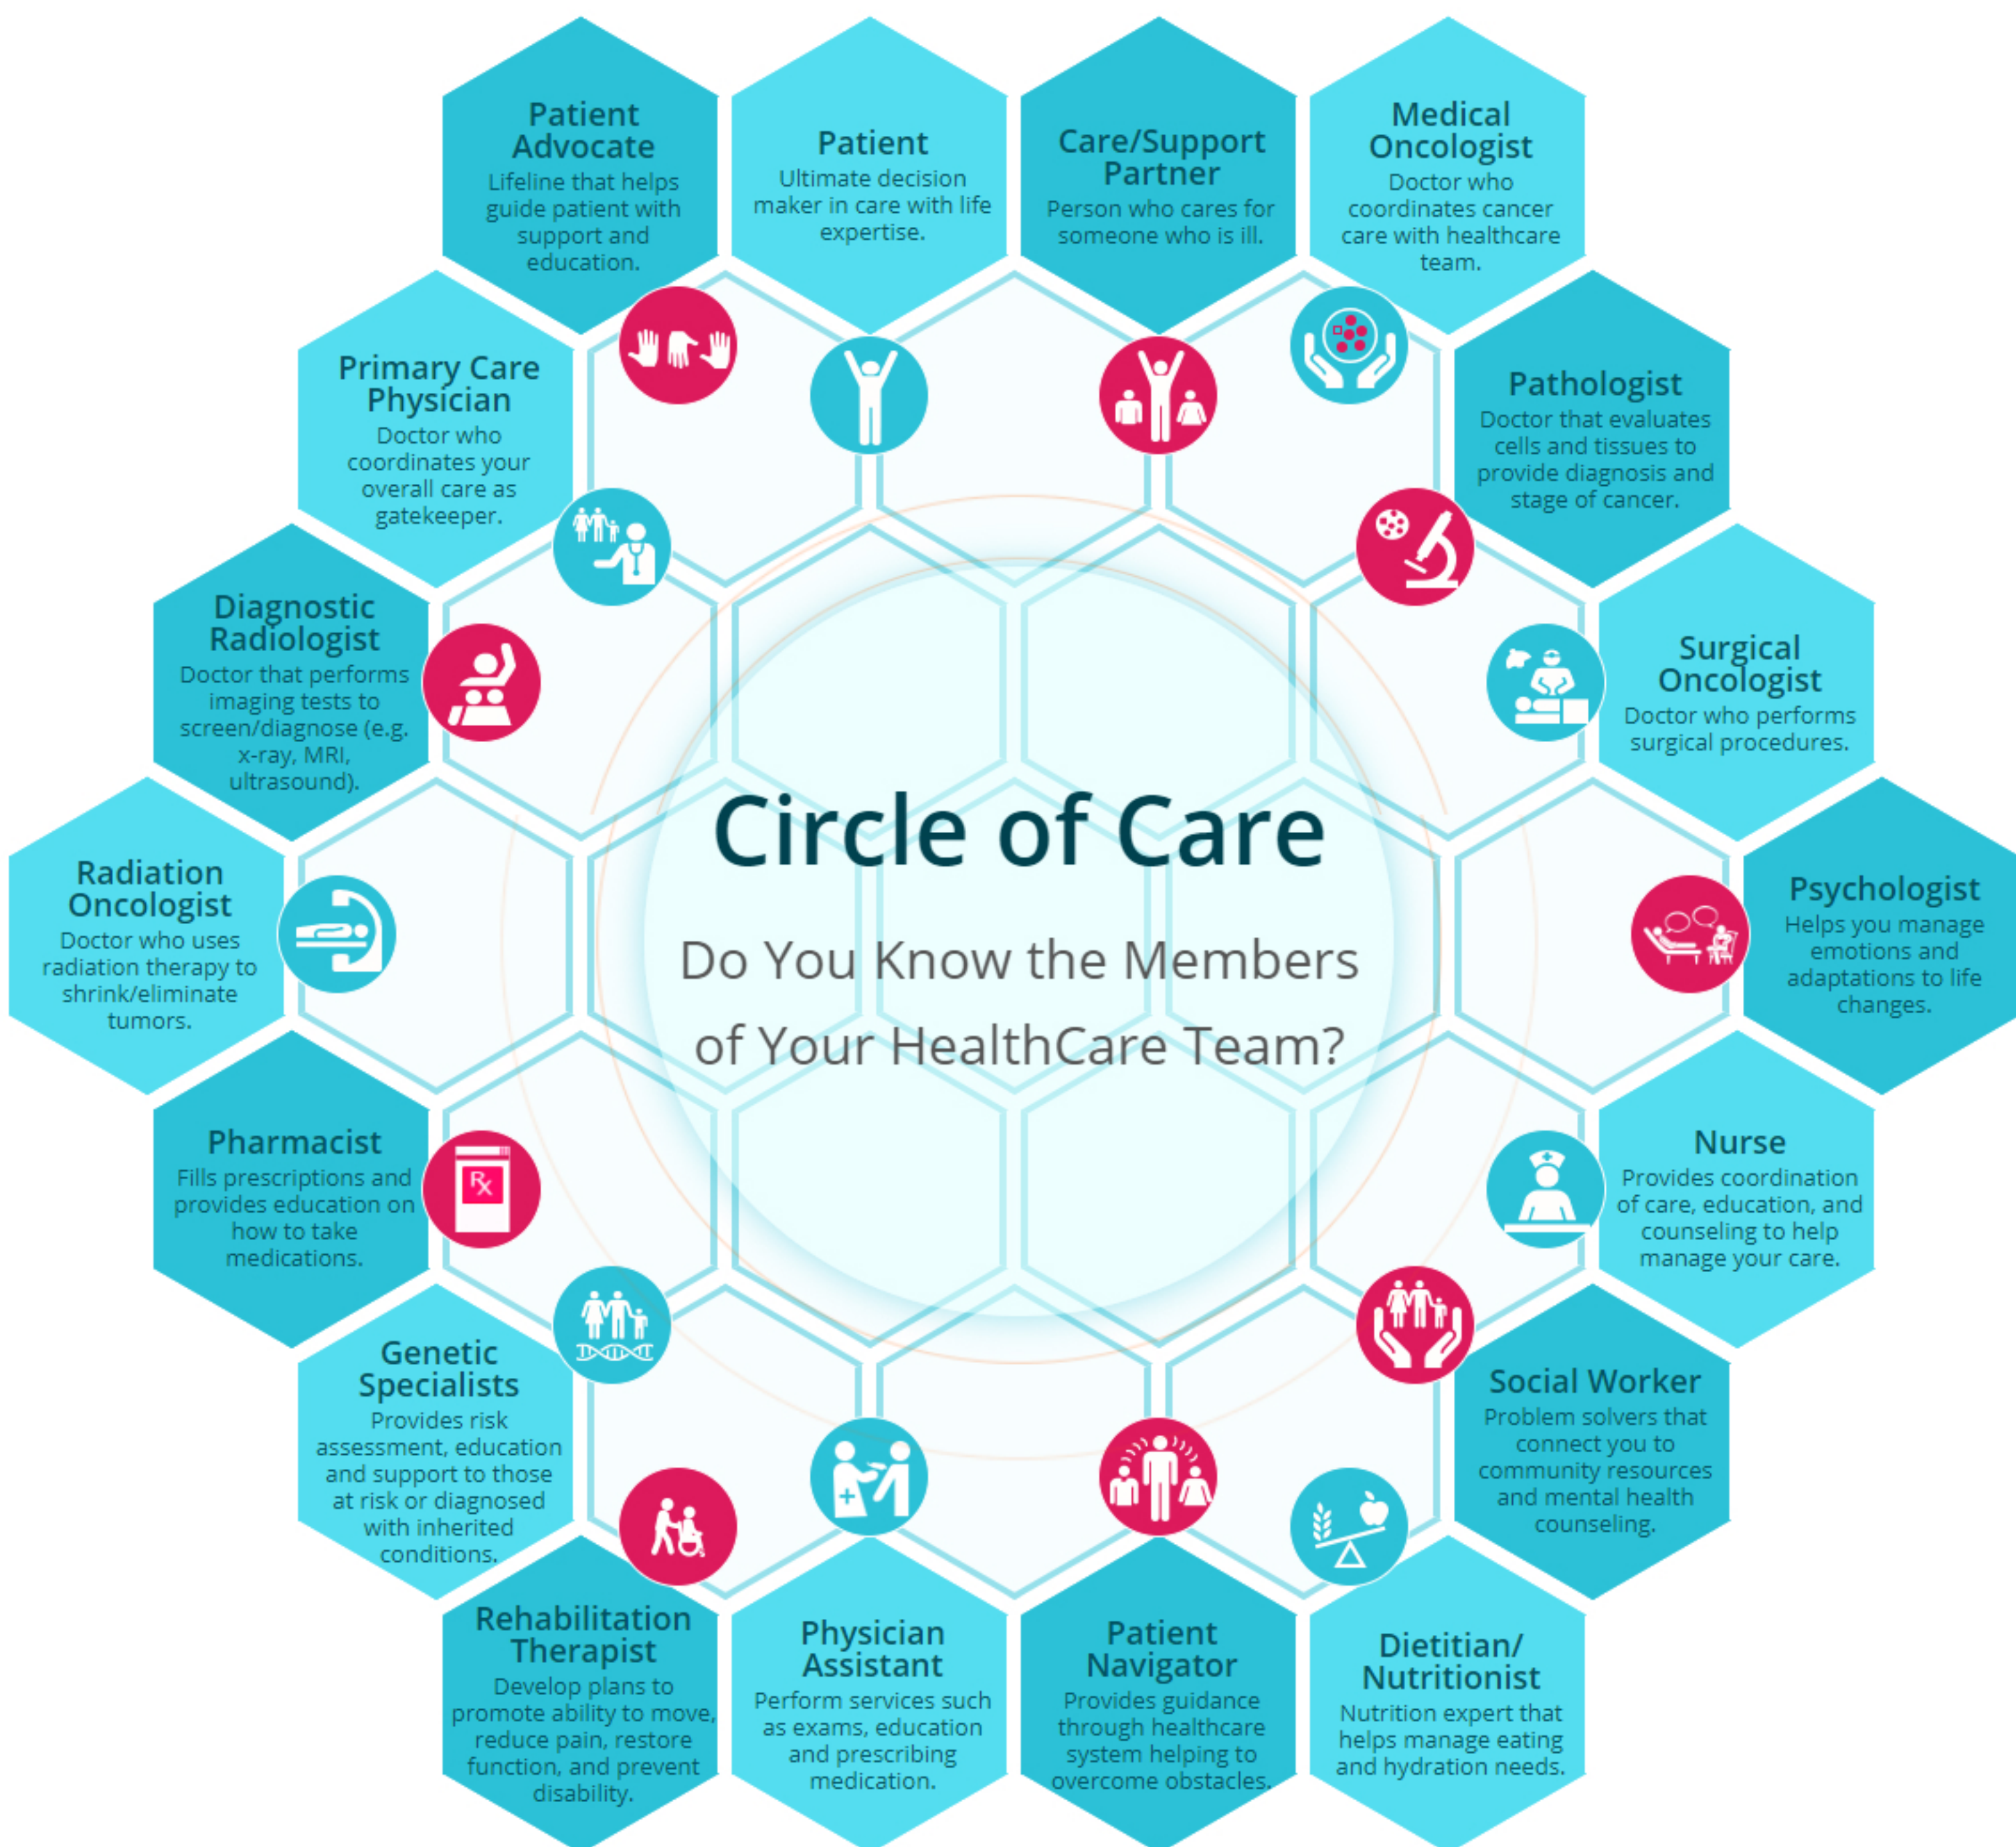 Patient
Advocate
Lifeline that helps
guide patient with
support and
education.
Patient
Ultimate decision
maker in care with life
expertise.
Care/Support
Partner
Person who cares for
someone who is ill.
Medical
Oncologist
Doctor who
coordinates cancer
care with healthcare
team.
Primary Care
Physician
Doctor who
coordinates your
overall care as
gatekeeper.
Pathologist
Doctor that evaluates
cells and tissues to
provide diagnosis and
stage of cancer.
Diagnostic
Radiologist
Doctor that performs
imaging tests to
screen/diagnose (e.g.
x-ray, MRI,
ultrasound).
Surgical
Oncologist
Doctor who performs
surgical procedures.
Circle of Care
Do You Know the Members
of Your HealthCare Team?
Radiation
Oncologist
Doctor who uses
radiation therapy to
shrink/eliminate
tumors.
Psychologist
Helps you manage
emotions and
adaptations to life
changes.
Pharmacist
Fills prescriptions and
provides education on
how to take
medications.
Rx
Nurse
Provides coordination
of care, education, and
counseling to help
manage your care.
Genetic
Specialists
Provides risk
assessment, education
and support to those
at risk or diagnosed
with inherited
conditions.
Social Worker
Problem solvers that
connect you to
community resources
and mental health
counseling.
Rehabilitation
Therapist
Develop plans to
promote ability to move,
reduce pain, restore
function, and prevent
disability.
Physician
Assistant
Perform services such
as exams, education
and prescribing
medication.
Patient
Navigator
Provides guidance
through healthcare
system helping to
overcome obstacles.
Dietitian/
Nutritionist
Nutrition expert that
helps manage eating
and hydration needs.